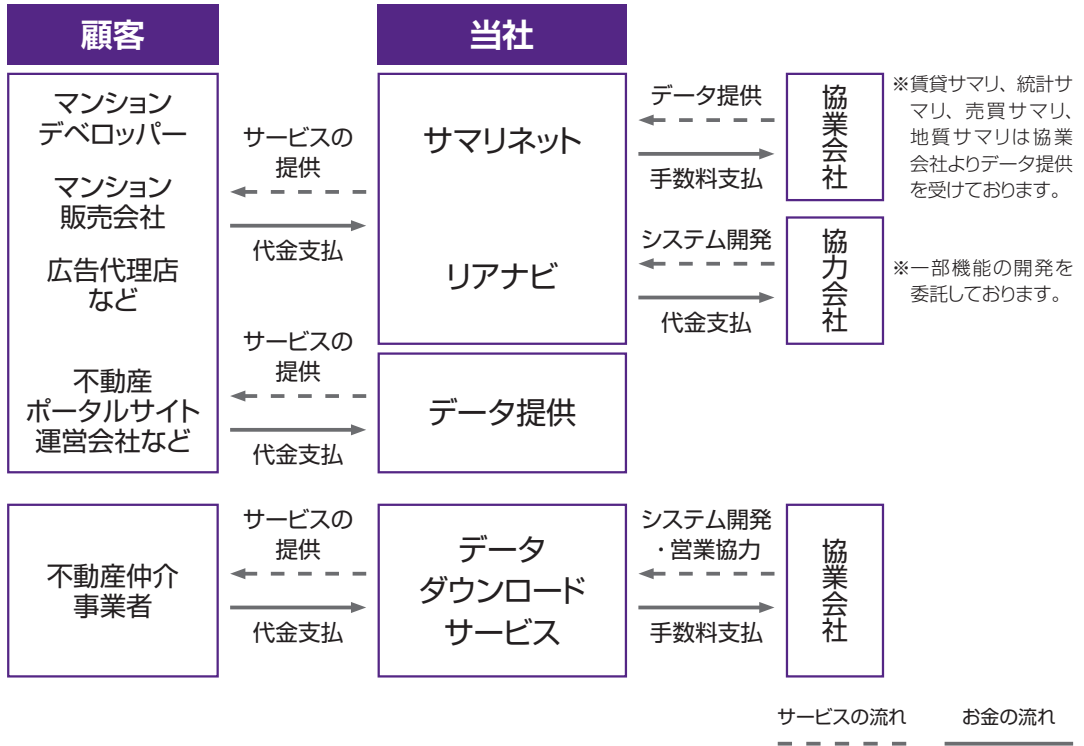 顧客
当社
マンション
デベロッパー
マンション
販売会社
広告代理店
など
不動産
ポータルサイト
運営会社など
サービスの
提供
代金支払
サービスの
提供
代金支払
サマリネット
リアナビ
データ提供
データ提供
手数料支払
システム開発
代金支払
協業会社
協力会社
※賃貸サマリ、統計サ
マリ、売買サマリ、
地質サマリは協業
会社よりデータ提供
を受けております。
※一部機能の開発を
委託しております。
不動産仲介
事業者
サービスの
提供
代金支払
データ
ダウンロード
サービス
システム開発
・営業協力
手数料支払
協業会社
サービスの流れ
お金の流れ